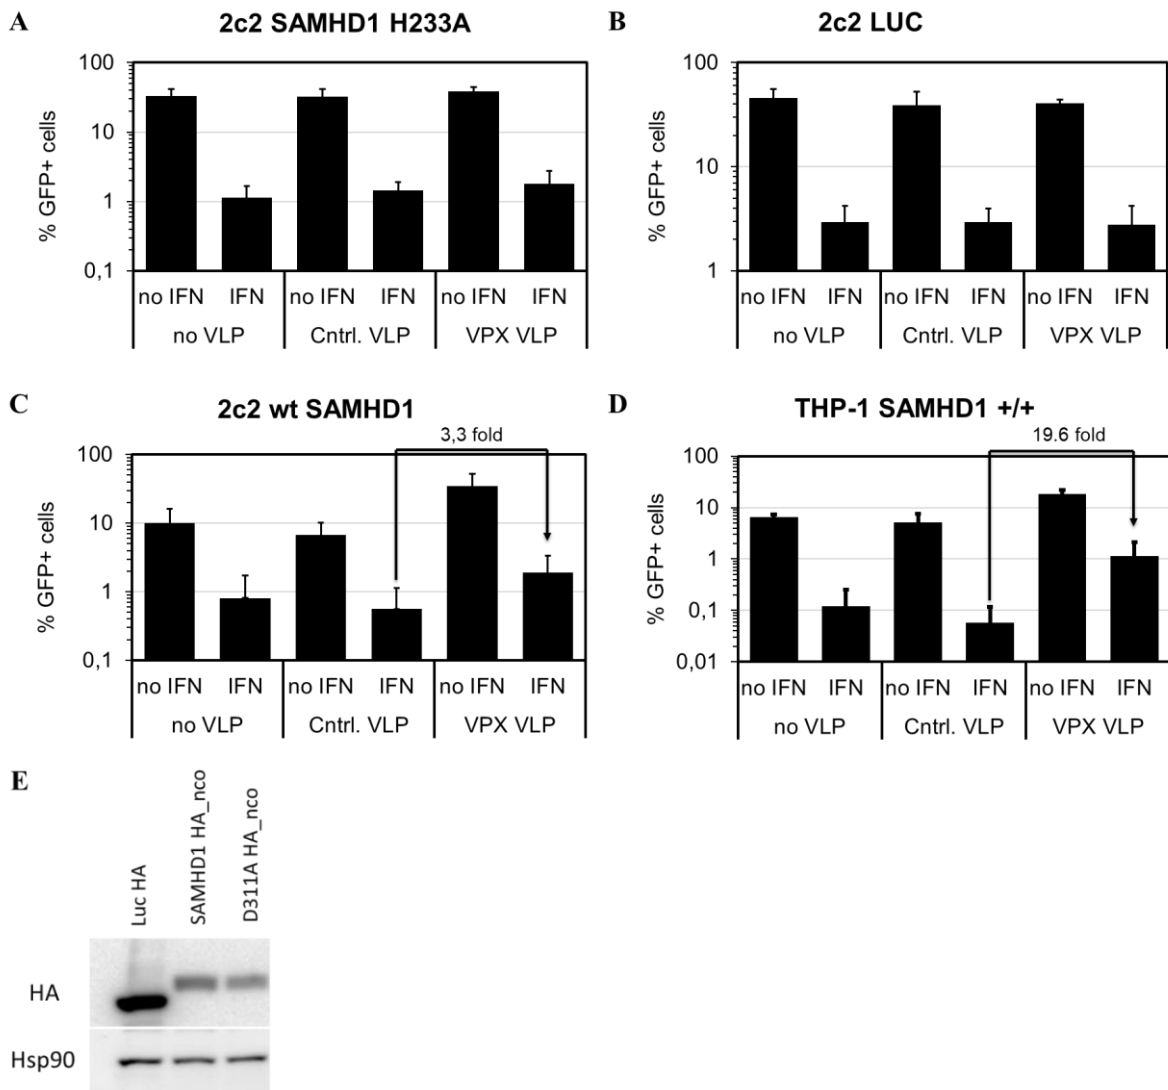 A
2c2 SAMHD1 H233A
% GFP+ cells
100
10
1
0,1
no IFN IFN no IFN IFN no IFN IFN
no VLP Cntrl. VLP VPX VLP
B
2c2 LUC
% GFP+ cells
100
10
1
no IFN IFN no IFN IFN no IFN IFN
no VLP Cntrl. VLP VPX VLP
C
2c2 wt SAMHD1
3,3 fold
% GFP+ cells
100
10
1
0,1
no IFN IFN no IFN IFN no IFN IFN
no VLP Cntrl. VLP VPX VLP
D
THP-1 SAMHD1 +/+
19.6 fold
% GFP+ cells
100
10
1
0,1
0,01
no IFN IFN no IFN IFN no IFN IFN
no VLP Cntrl. VLP VPX VLP
E
Luc HA
SAMHD1 HA_nco
D311A HA_nco
HA
Hsp90